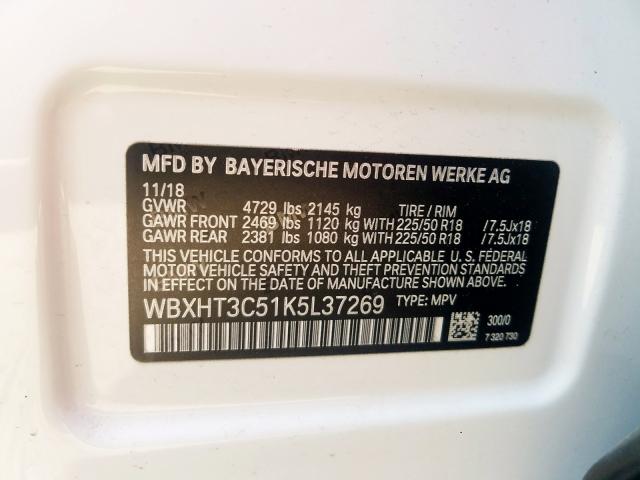 MFD BY BAYERISCHE MOTOREN WERKE AG
11/18
GVWR 4729 lbs 2145 kg TIRE / RIM
GAWR FRONT 2469 lbs 1120 kg WITH 225/50 R18 /7.5Jx18
GAWR REAR 2381 lbs 1080 kg WITH 225/50 R18 /7.5Jx18
THIS VEHICLE CONFORMS TO ALL APPLICABLE U. S. FEDERAL
MOTOR VEHICLE SAFETY AND THEFT PREVENTION STANDARDS
IN EFFECT ON THE DATE OF MANUFACTURE SHOWN ABOVE.
WBXHT3C51K5L37269 TYPE: MPV
300/0
7 320 730